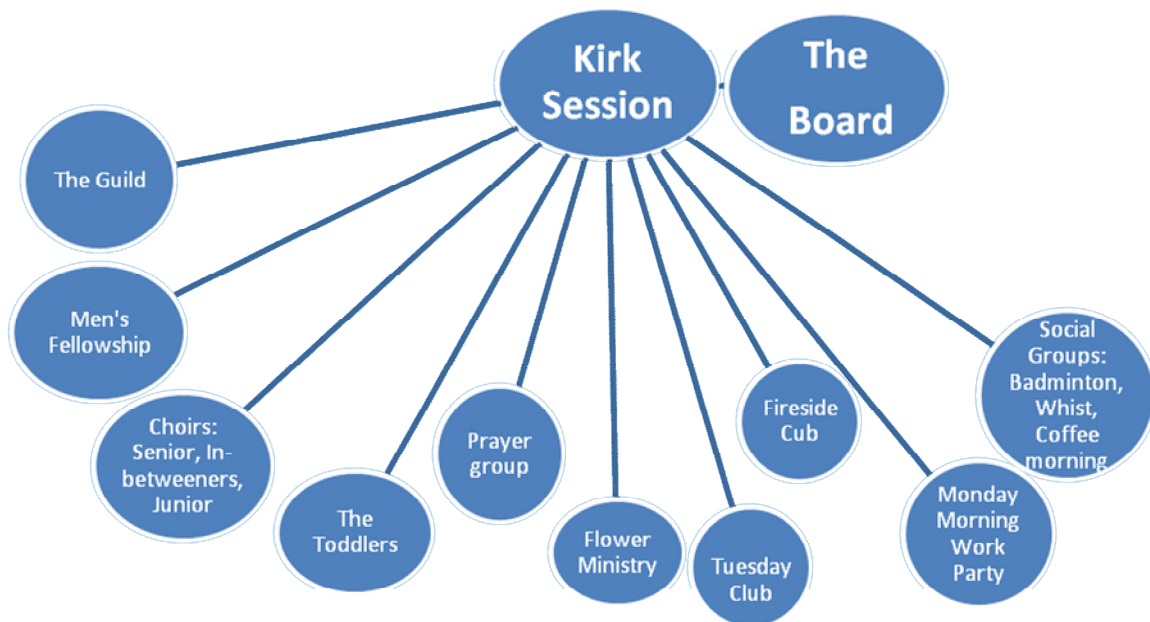 Kirk
Session
The
Board
The Guild
Men's
Fellowship
Choirs:
Senior, In-
betweeners,
Junior
The
Toddlers
Prayer
group
Flower
Ministry
Tuesday
Club
Fireside
Cub
Monday
Morning
Work
Party
Social
Groups:
Badminton,
Whist,
Coffee
morning